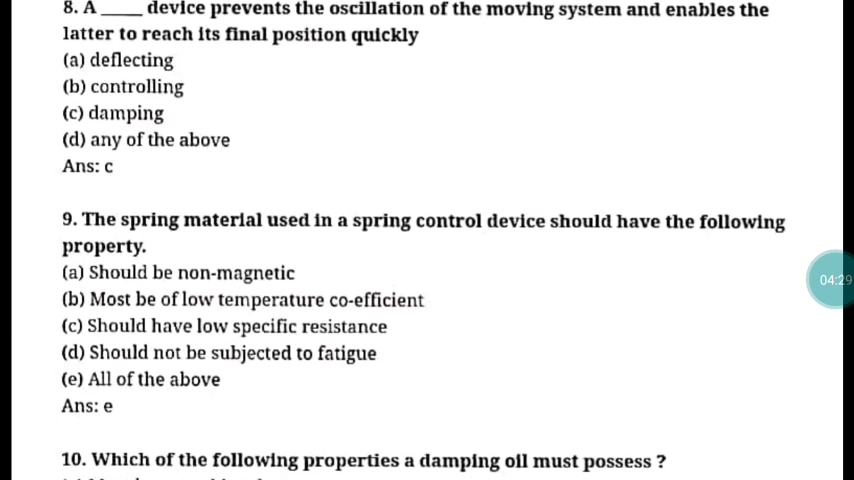 8. A ____ device prevents the oscillation of the moving system and enables the
latter to reach its final position quickly
(a) deflecting
(b) controlling
(c) damping
(d) any of the above
Ans: c
9. The spring material used in a spring control device should have the following
property.
(a) Should be non-magnetic
(b) Most be of low temperature co-efficient
(c) Should have low specific resistance
(d) Should not be subjected to fatigue
(e) All of the above
Ans: e
04:29
10. Which of the following properties a damping oil must possess ?